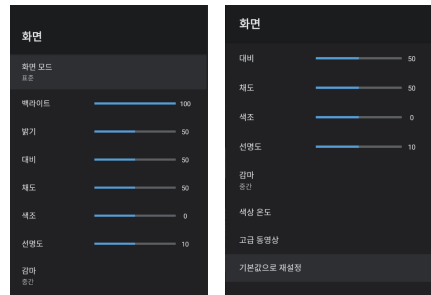 화면
화면 모드
표준
백라이트 100
밝기 50
대비 50
채도 50
색조 0
선명도 10
감마
중간
화면
대비 50
채도 50
색조 0
선명도 10
감마
중간
색상 온도
고급 동영상
기본값으로 재설정